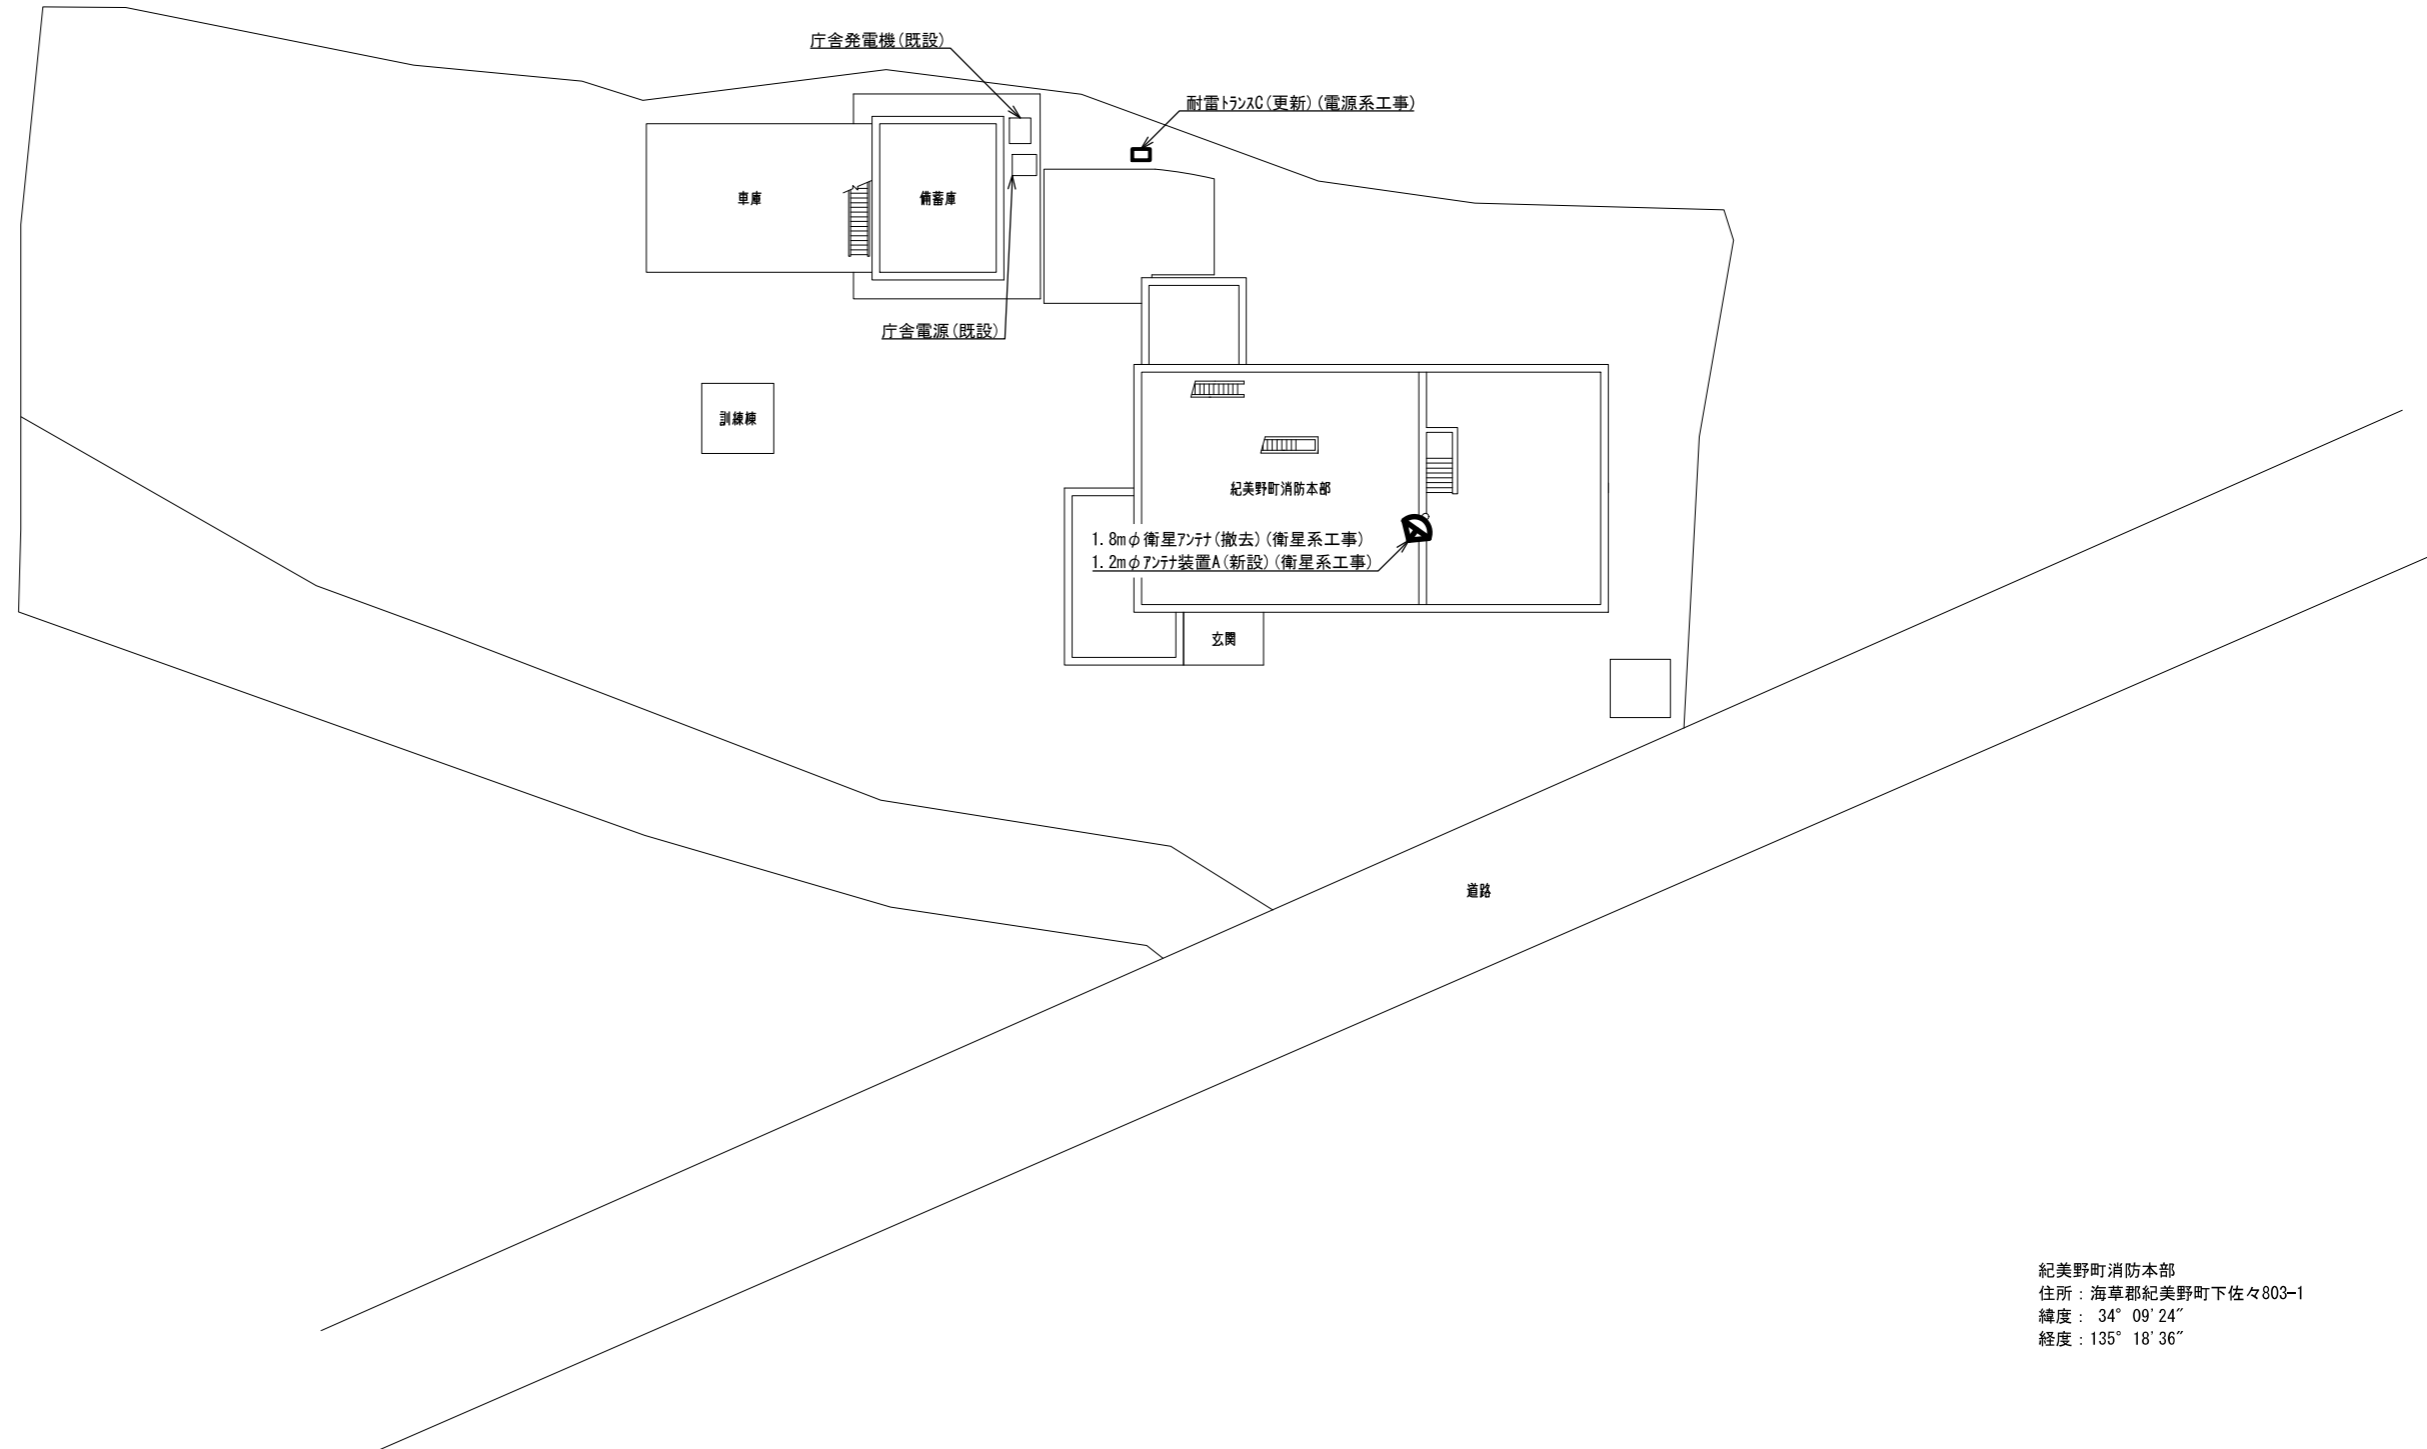 庁舎発電機(既設)
耐雷トランスC(更新)(電源系工事)
車庫
備蓄庫
庁舎電源(既設)
訓練棟
紀美野町消防本部
1.8mφ衛星アンテナ(撤去)(衛星系工事)
1.2mφアンテナ装置A(新設)(衛星系工事)
玄関
道路
紀美野町消防本部
住所：海草郡紀美野町下佐々803-1
緯度： 34°09'24"
経度：135°18'36"